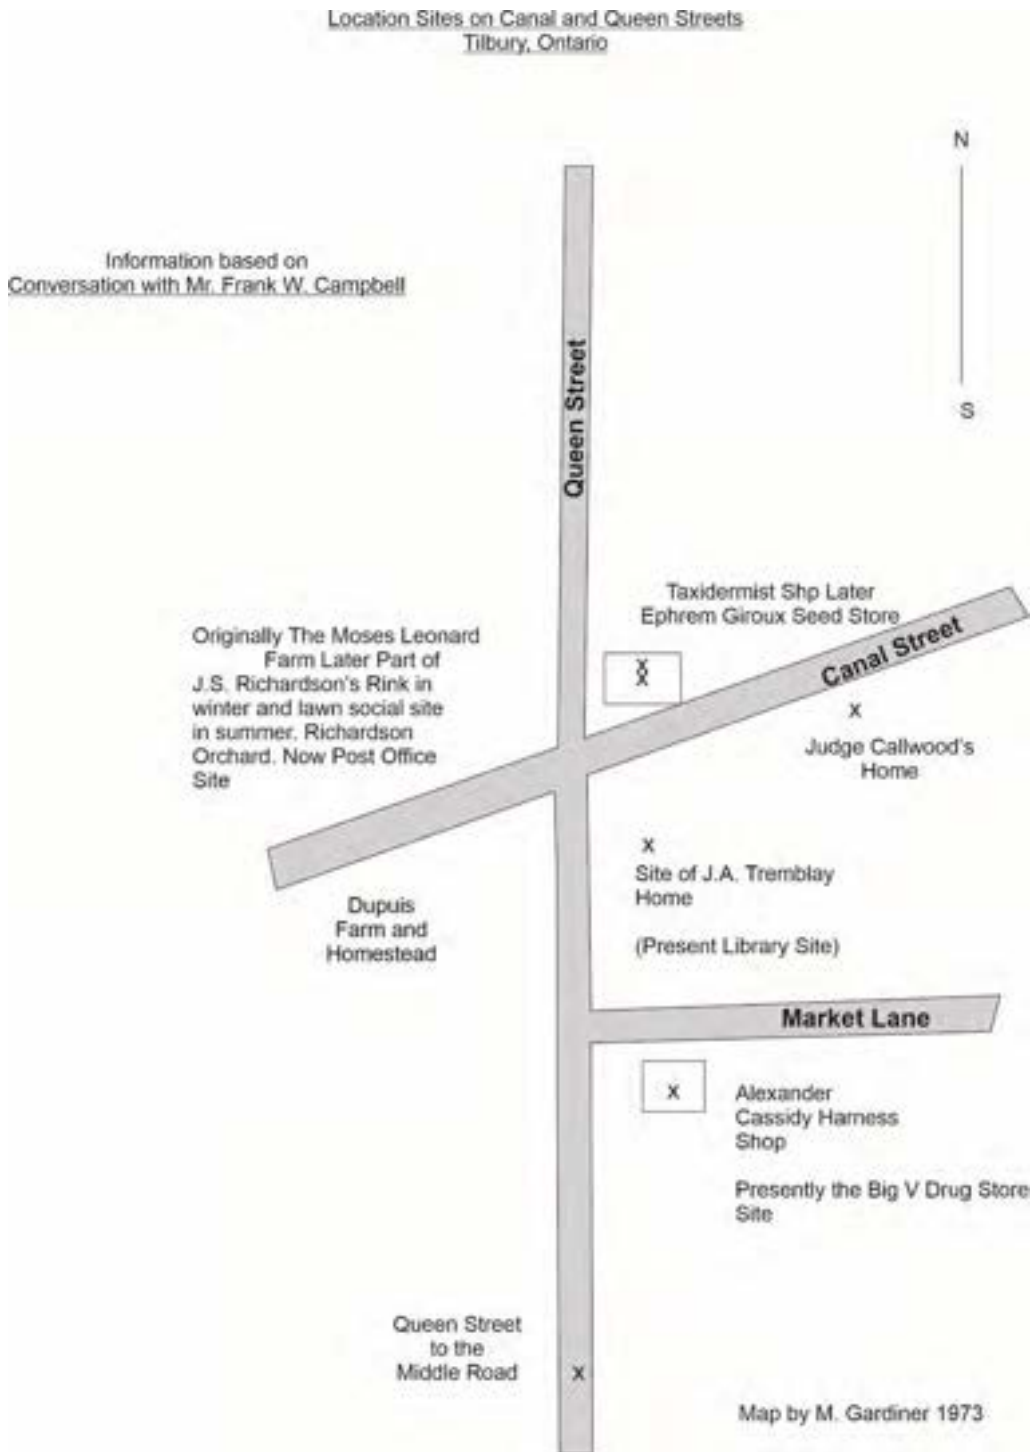 Location Sites on Canal and Queen Streets
Tilbury, Ontario
N
S
Information based on
Conversation with Mr. Frank W. Campbell
Queen Street
Taxidermist Shp Later
Ephrem Giroux Seed Store
X
X
Canal Street
X
Judge Callwood's
Home
Originally The Moses Leonard
Farm Later Part of
J.S. Richardson's Rink in
winter and lawn social site
in summer. Richardson
Orchard. Now Post Office
Site
Dupuis
Farm and
Homestead
X
Site of J.A. Tremblay
Home
(Present Library Site)
Market Lane
X
Alexander
Cassidy Harness
Shop
Presently the Big V Drug Store
Site
Queen Street
to the
Middle Road
X
Map by M. Gardiner 1973